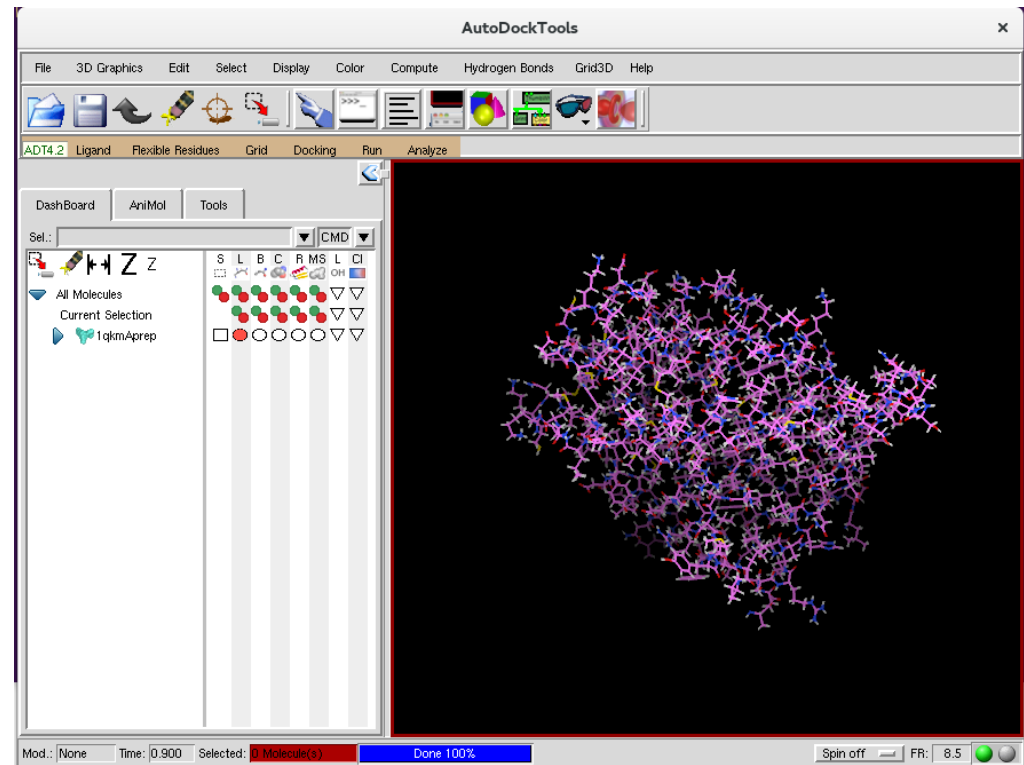 AutoDockTools ×
File 3D Graphics Edit Select Display Color Compute Hydrogen Bonds Grid3D Help
>>>_
ADT4.2 Ligand Flexible Residues Grid Docking Run Analyze
DashBoard AniMol Tools
Sel.: CMD
Z Z S L B C R MS L Cl
OH
All Molecules
Current Selection
1qkmAprep
Mod.: None Time: 0.900 Selected: 0 Molecule(s) Done 100% Spin off FR: 8.5